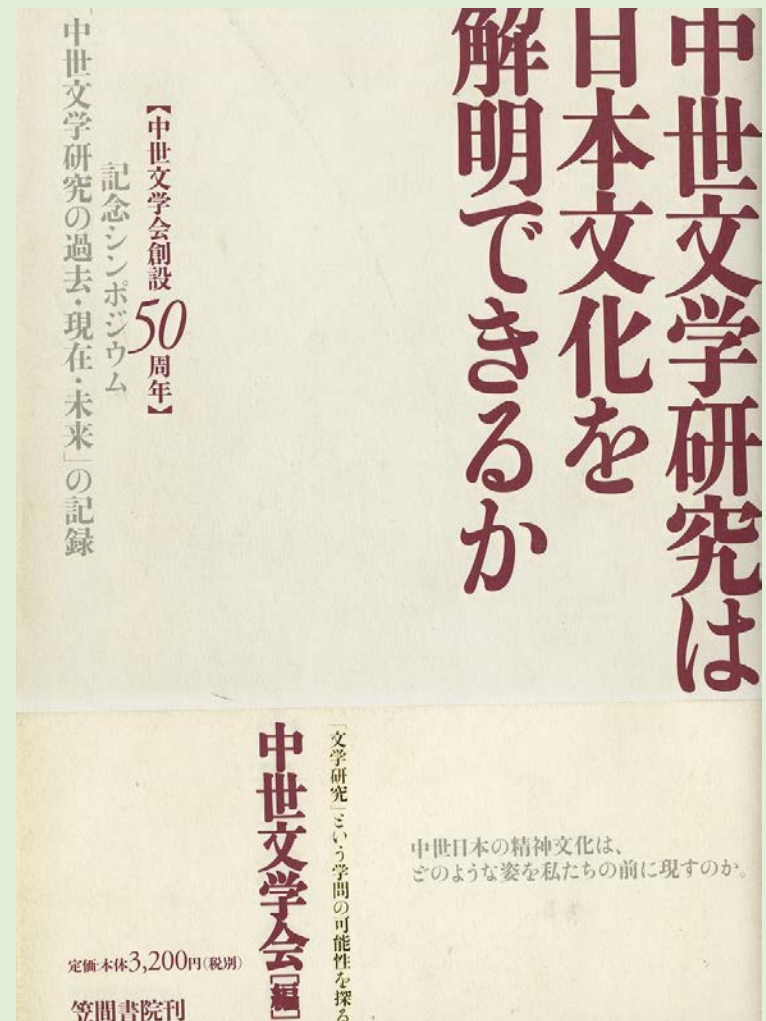 中世文学研究は
日本文化を
解明できるか
【中世文学会創設50周年】
記念シンポジウム
「中世文学研究の過去・現在・未来」の記録
中世日本の精神文化は、
どのような姿を私たちの前に現すのか。
「文学研究」という学問の可能性を探る
中世文学会[編]
定価:本体3,200円(税別)
笠間書院刊